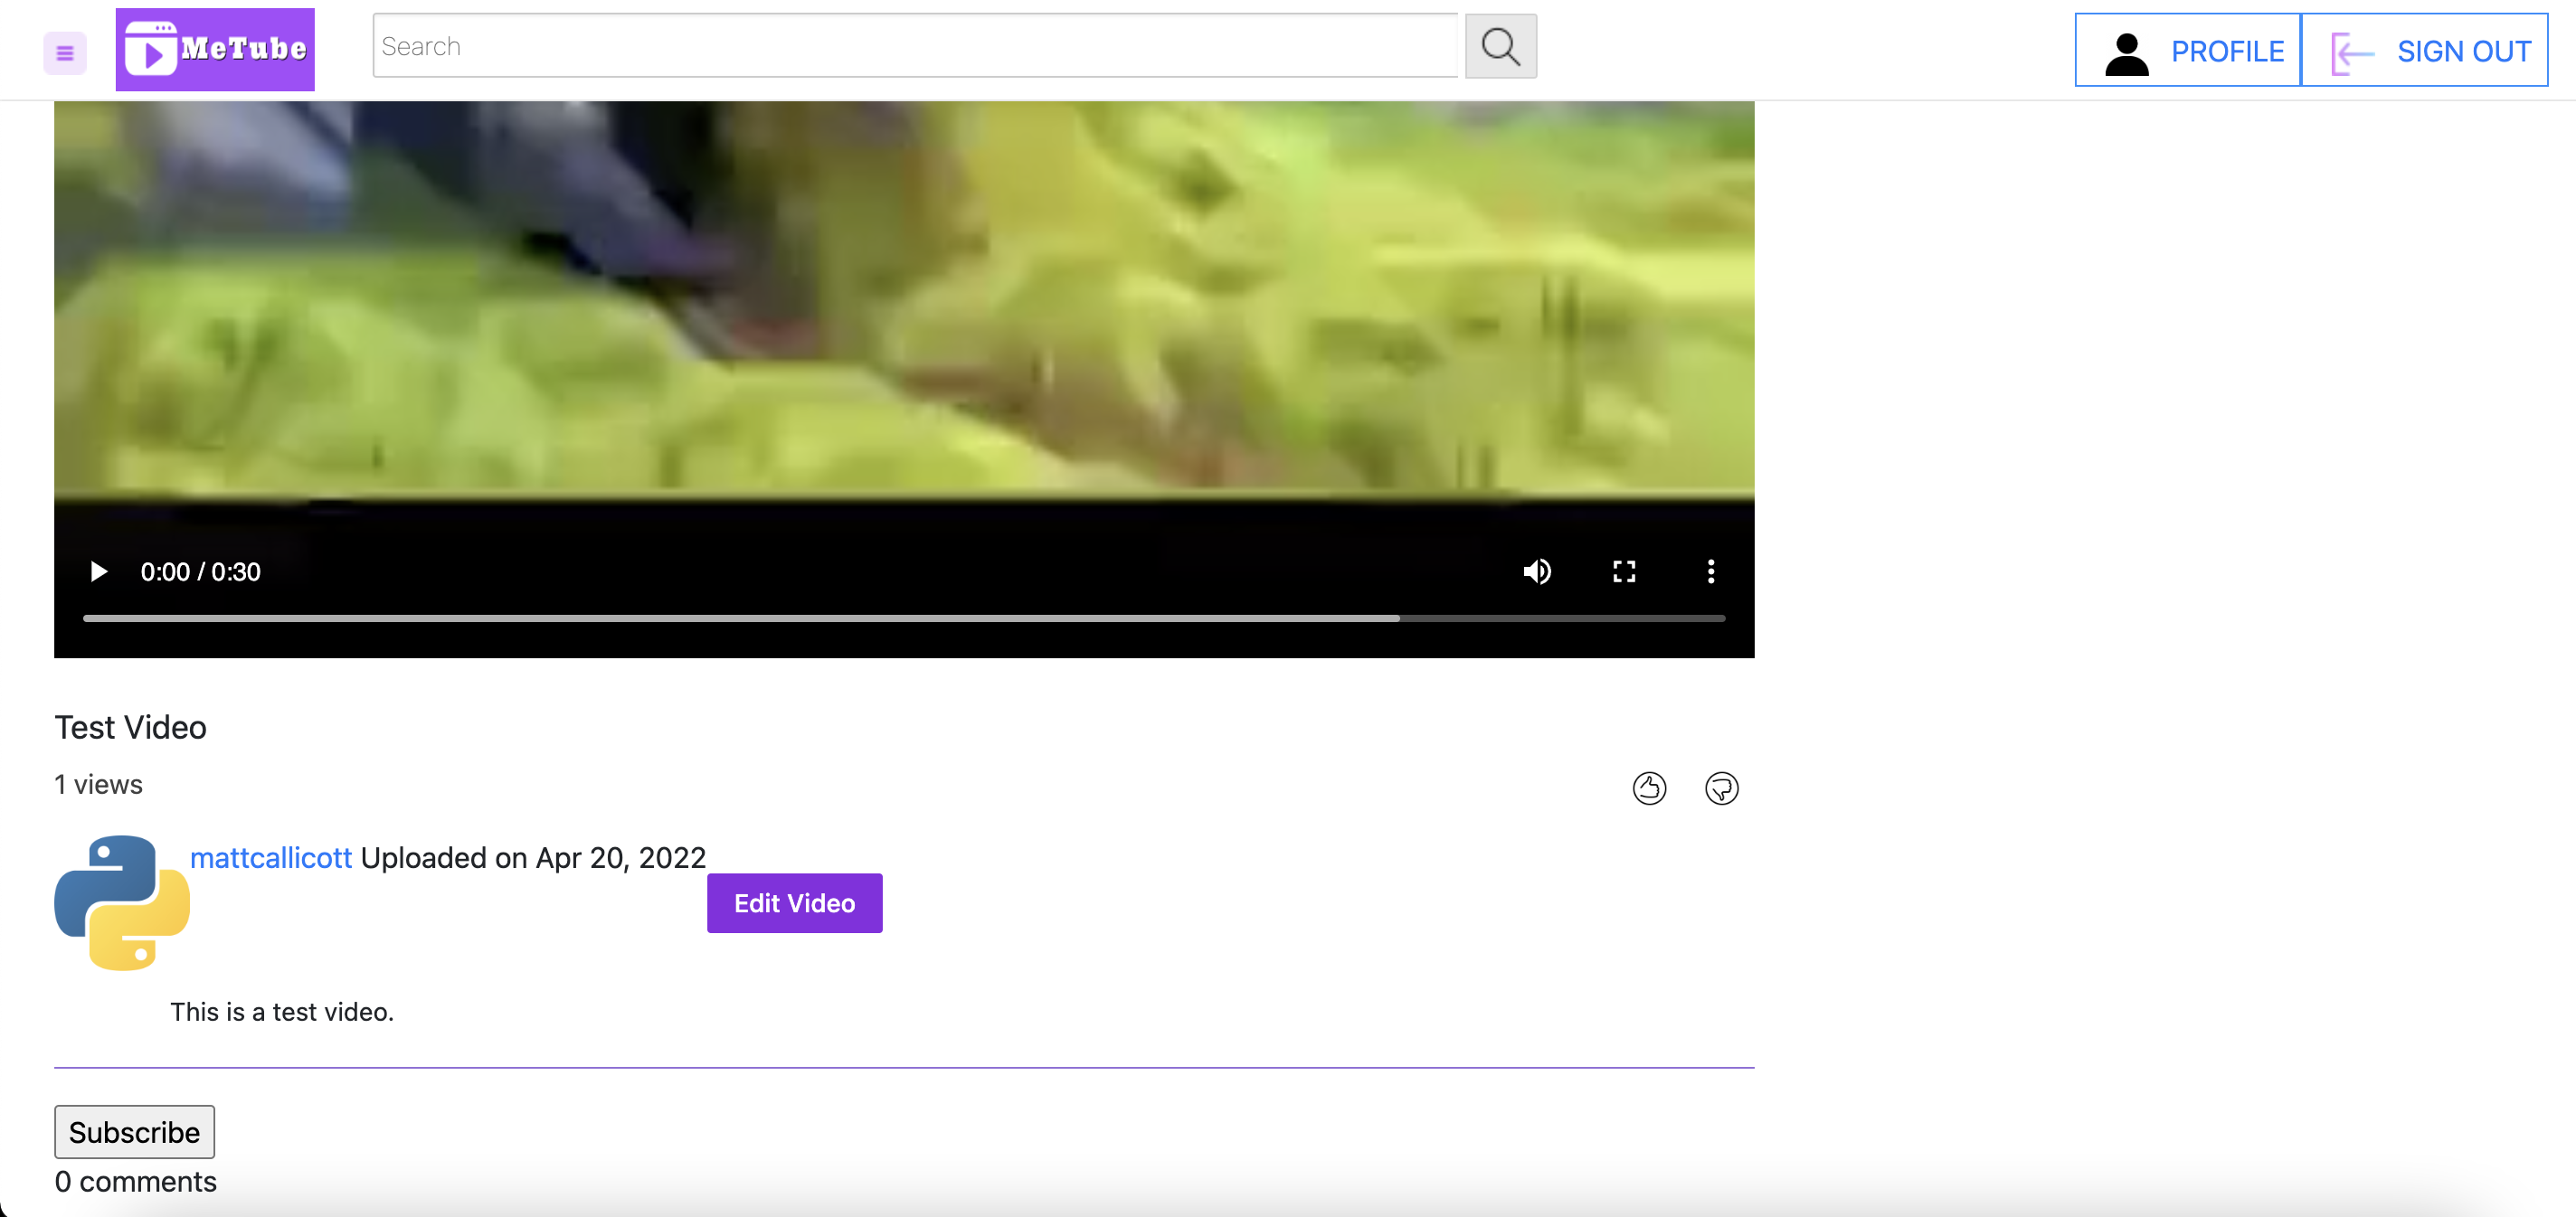 MeTube
Search
PROFILE
SIGN OUT
0:00 / 0:30
Test Video
1 views
mattcallicott Uploaded on Apr 20, 2022
Edit Video
This is a test video.
Subscribe
0 comments